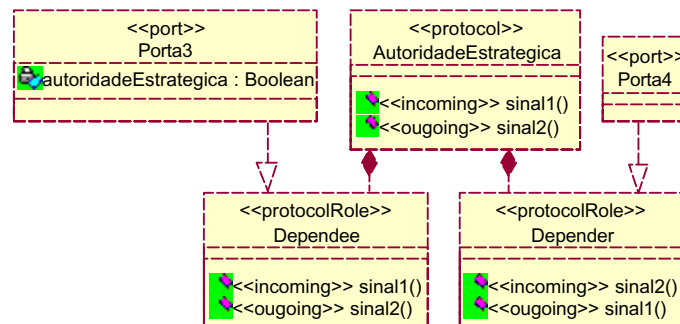 <<port>>
Porta3
autoridadeEstrategica : Boolean
<<protocol>>
AutoridadeEstrategica
<<incoming>> sinal1()
<<ougoing>> sinal2()
<<port>>
Porta4
<<protocolRole>>
Dependee
<<incoming>> sinal1()
<<ougoing>> sinal2()
<<protocolRole>>
Depender
<<incoming>> sinal2()
<<ougoing>> sinal1()